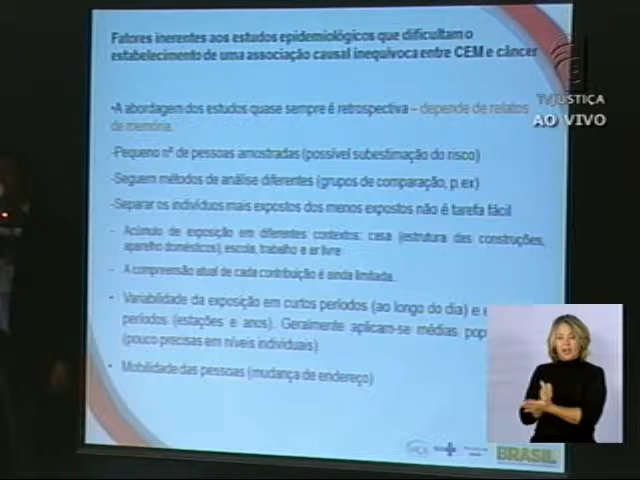 Fatores inerentes aos estudos epidemiológicos que dificultam o
estabelecimento de uma associação causal inequívoca entre CEM e câncer
•A abordagem dos estudos quase sempre é retrospectiva – depende de relatos
de memória.
TV JUSTIÇA
AO VIVO
-Pequeno nº de pessoas amostradas (possível subestimação do risco)
-Seguem métodos de análise diferentes (grupos de comparação, p.ex)
-Separar os indivíduos mais expostos dos menos expostos não é tarefa fácil
- Acúmulo de exposição em diferentes contextos: casa (estrutura das construções,
aparelho domésticos), escola, trabalho e ar livre
- A compreensão atual de cada contribuição é ainda limitada.
• Variabilidade da exposição em curtos períodos (ao longo do dia) e
períodos (estações e anos). Geralmente aplicam-se médias
(pouco precisas em níveis individuais)
• Mobilidade das pessoas (mudança de endereço)
BRASIL